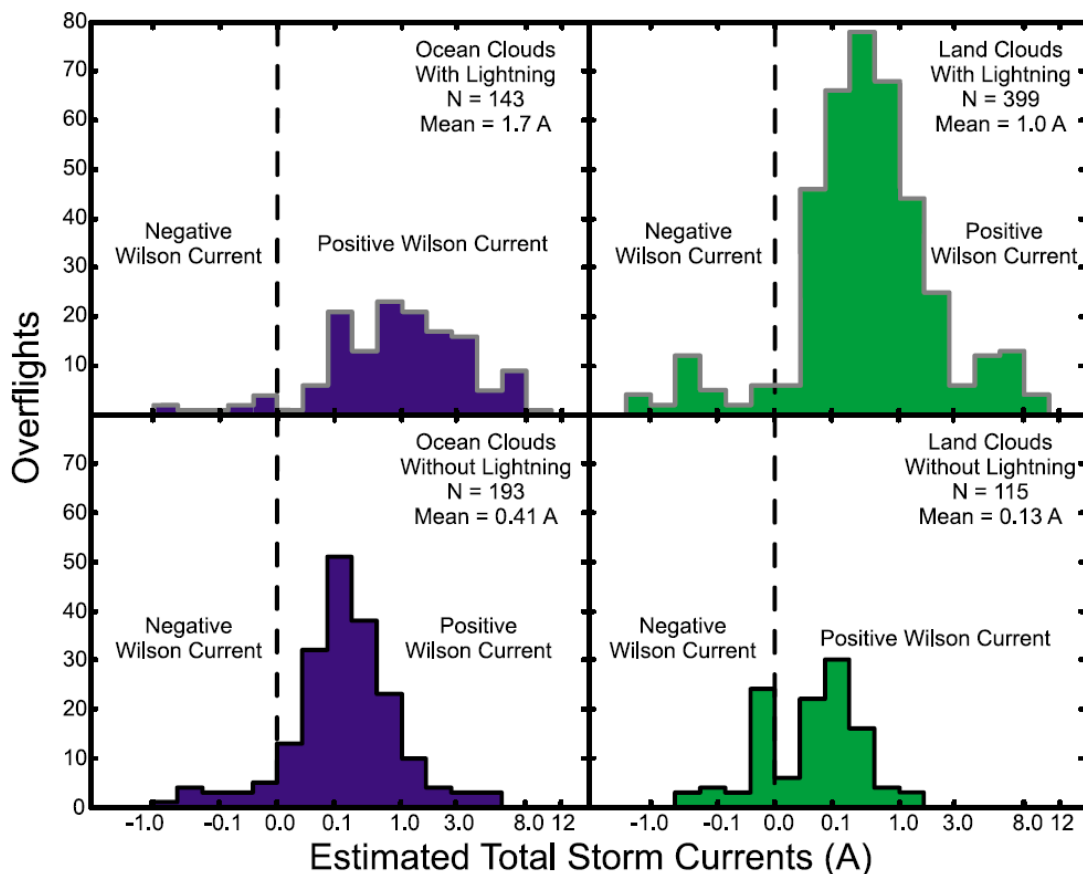 80
70
60
50
40
30
20
10
Ocean Clouds
With Lightning
N = 143
Mean = 1.7 A
Negative
Wilson Current
Positive Wilson Current
Land Clouds
With Lightning
N = 399
Mean = 1.0 A
Negative
Wilson Current
Positive
Wilson Current
Overflights
70
60
50
40
30
20
10
0
Ocean Clouds
Without Lightning
N = 193
Mean = 0.41 A
Negative
Wilson Current
Positive
Wilson Current
Land Clouds
Without Lightning
N = 115
Mean = 0.13 A
Negative
Wilson Current
Positive Wilson Current
-1.0 -0.1 0.0 0.1 1.0 3.0 8.0 12
-1.0 -0.1 0.0 0.1 1.0 3.0 8.0 12
Estimated Total Storm Currents (A)